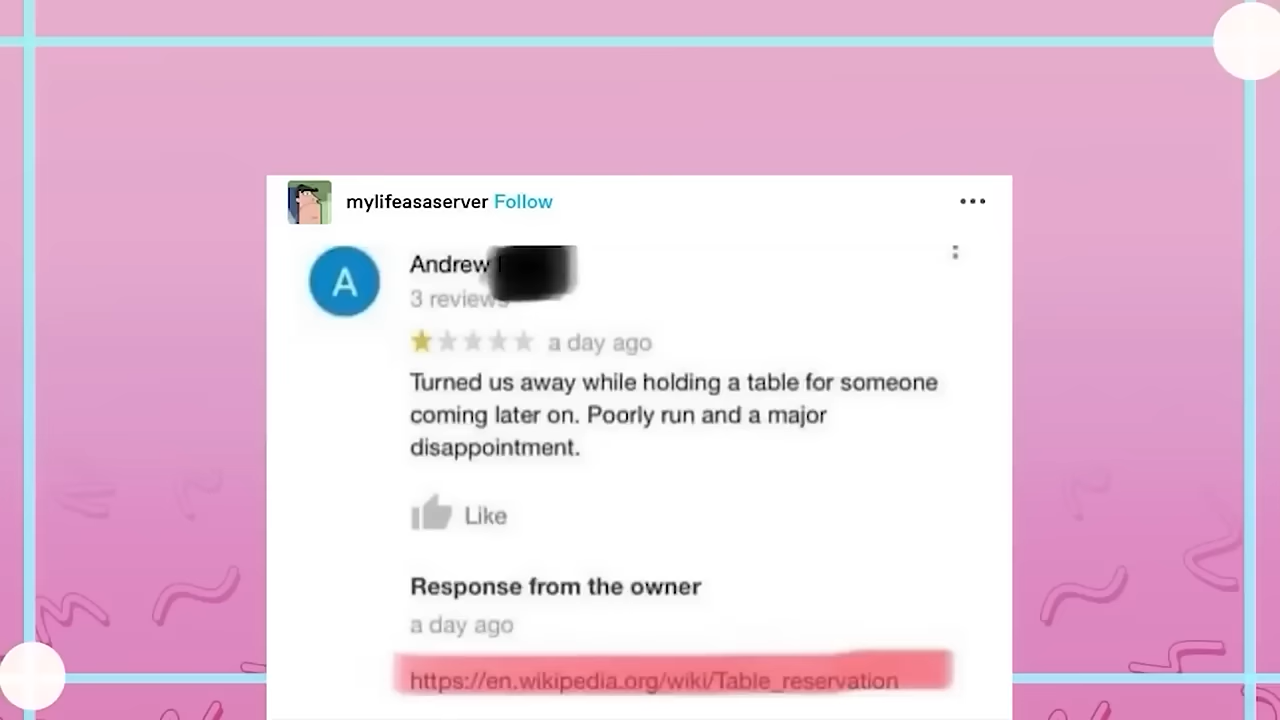 mylifeasaserver Follow
A
Andrew
3 reviews
a day ago
Turned us away while holding a table for someone
coming later on. Poorly run and a major
disappointment.
Like
Response from the owner
a day ago
https://en.wikipedia.org/wiki/Table_reservation